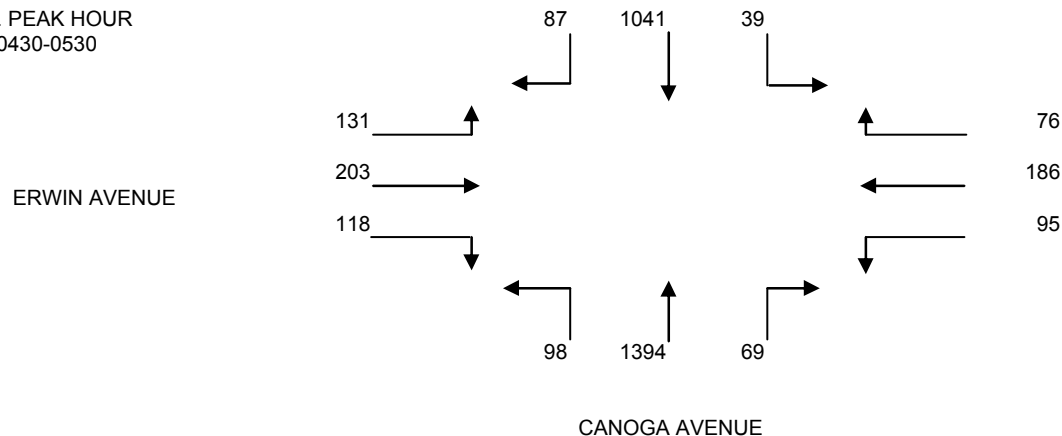 PEAK HOUR
0430-0530
87 1041 39
131 76
203 186
ERWIN AVENUE
118 95
98 1394 69
CANOGA AVENUE